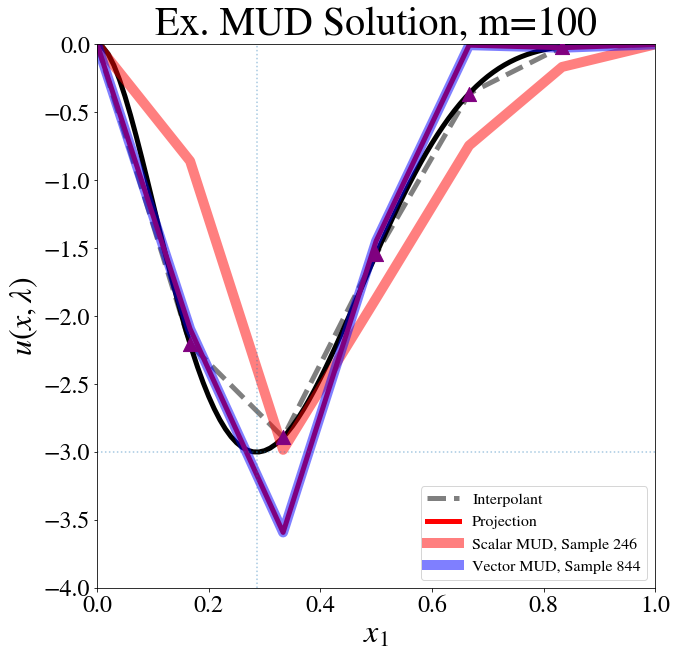 Ex. MUD Solution, m=100
0.0
−0.5
−1.0
−1.5
−2.0
−2.5
−3.0
−3.5
−4.0
u(x, λ)
Interpolant
Projection
Scalar MUD, Sample 246
Vector MUD, Sample 844
0.0 0.2 0.4 0.6 0.8 1.0
x₁